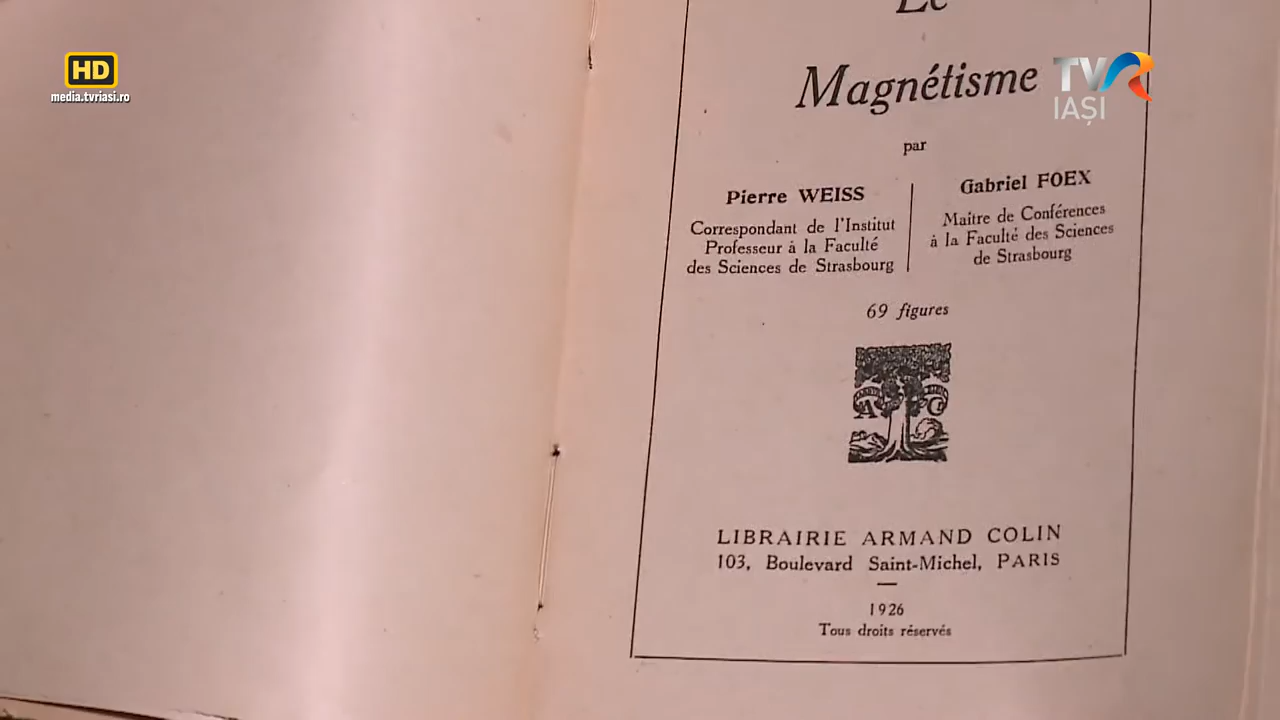 HD
media.tvriasi.ro
TVR
IAȘI
Le
Magnétisme
par
Pierre WEISS
Correspondant de l'Institut
Professeur à la Faculté
des Sciences de Strasbourg
Gabriel FOEX
Maître de Conférences
à la Faculté des Sciences
de Strasbourg
69 figures
A C
LIBRAIRIE ARMAND COLIN
103, Boulevard Saint-Michel, PARIS
1926
Tous droits réservés